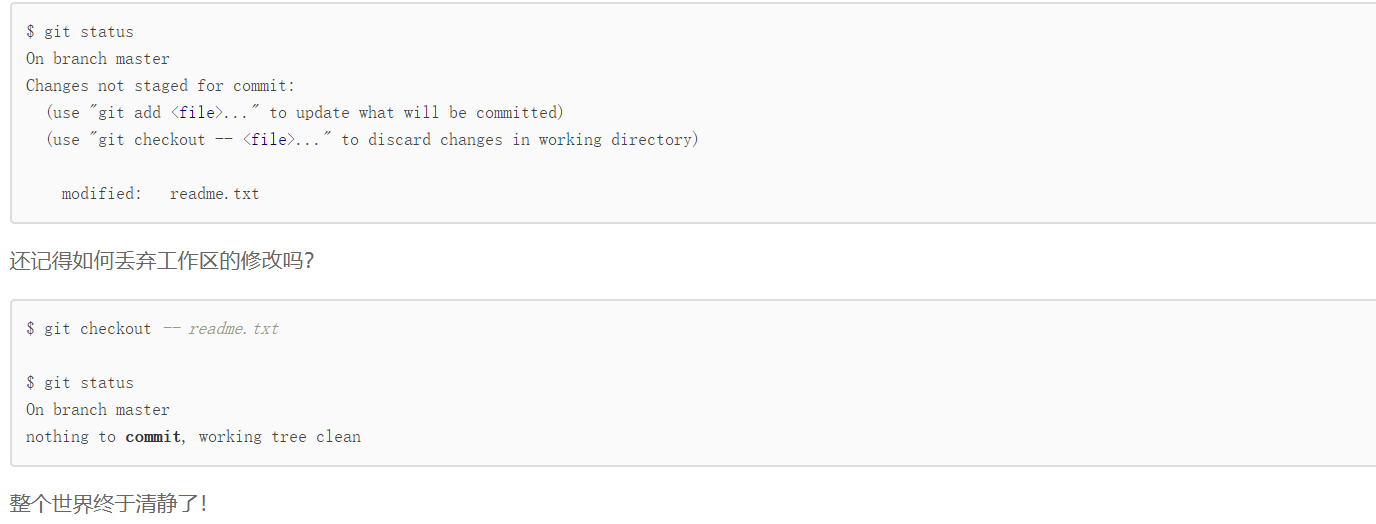 $ git status
On branch master
Changes not staged for commit:
  (use "git add <file>..." to update what will be committed)
  (use "git checkout -- <file>..." to discard changes in working directory)
    modified:   readme.txt
还记得如何丢弃工作区的修改吗?
$ git checkout -- readme.txt
$ git status
On branch master
nothing to commit, working tree clean
整个世界终于清静了!